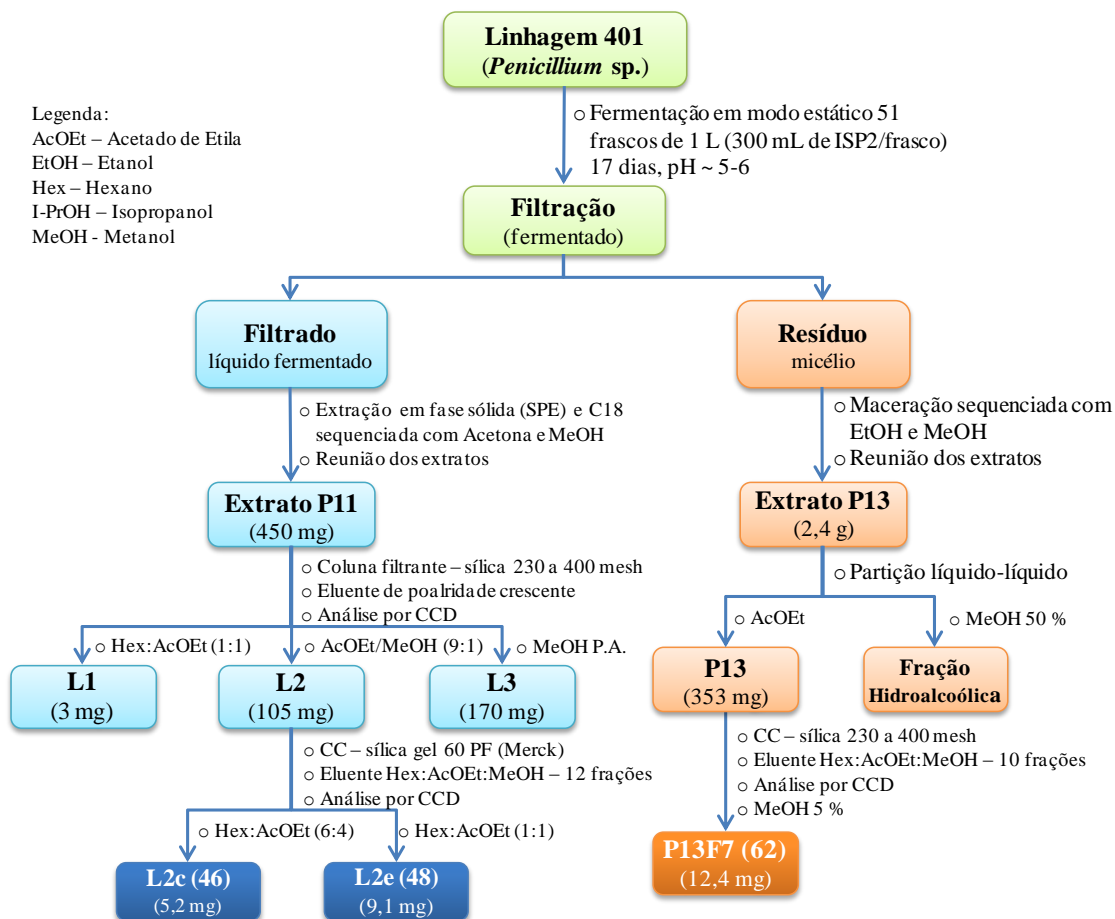 Linhagem 401
(Penicillium sp.)
Legenda:
AcOEt – Acetado de Etila
EtOH – Etanol
Hex – Hexano
I-PrOH – Isopropanol
MeOH - Metanol
o Fermentação em modo estático 51
frascos de 1 L (300 mL de ISP2/frasco)
17 dias, pH ~ 5-6
Filtração
(fermentado)
Filtrado
líquido fermentado
Resíduo
micélio
o Extração em fase sólida (SPE) e C18
sequenciada com Acetona e MeOH
o Reunião dos extratos
o Maceração sequenciada com
EtOH e MeOH
o Reunião dos extratos
Extrato P11
(450 mg)
Extrato P13
(2,4 g)
o Coluna filtrante – sílica 230 a 400 mesh
o Eluente de poalridade crescente
o Análise por CCD
o Partição líquido-líquido
o Hex:AcOEt (1:1)
o AcOEt/MeOH (9:1)
o MeOH P.A.
o AcOEt
o MeOH 50 %
L1
(3 mg)
L2
(105 mg)
L3
(170 mg)
P13
(353 mg)
Fração
Hidroalcoólica
o CC – sílica gel 60 PF (Merck)
o Eluente Hex:AcOEt:MeOH – 12 frações
o Análise por CCD
o CC – sílica 230 a 400 mesh
o Eluente Hex:AcOEt:MeOH – 10 frações
o Análise por CCD
o MeOH 5 %
o Hex:AcOEt (6:4)
o Hex:AcOEt (1:1)
L2c (46)
(5,2 mg)
L2e (48)
(9,1 mg)
P13F7 (62)
(12,4 mg)